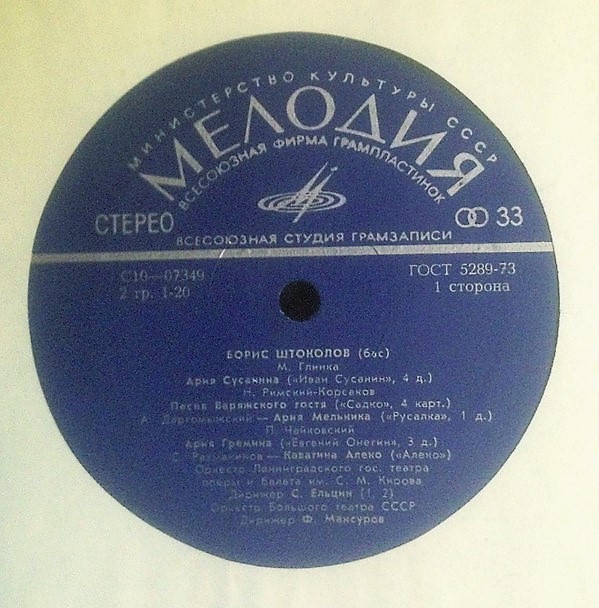 МИНИСТЕРСТВО КУЛЬТУРЫ СССР
МЕЛОДИЯ
ВСЕСОЮЗНАЯ ФИРМА ГРАМПЛАСТИНОК
СТЕРЕО
33
ВСЕСОЮЗНАЯ СТУДИЯ ГРАМЗАПИСИ
С10—07349 ГОСТ 5289-73
2 гр. 1-20 1 сторона
БОРИС ШТОКОЛОВ (бас)
М. Глинка
Ария Сусанина («Иван Сусанин», 4 д.)
Н. Римский-Корсаков
Песня Варяжского гостя («Садко», 4 карт.)
А. Даргомыжский — Ария Мельника («Русалка», 1 д.)
П. Чайковский
Ария Гремина («Евгений Онегин», 3 д.)
С. Рахманинов — Каватина Алеко («Алеко»)
Оркестр Ленинградского гос. театра
оперы и балета им. С. М. Кирова
Дирижер С. Ельцин (1, 2)
Оркестр Большого театра СССР
Дирижер Ф. Мансуров